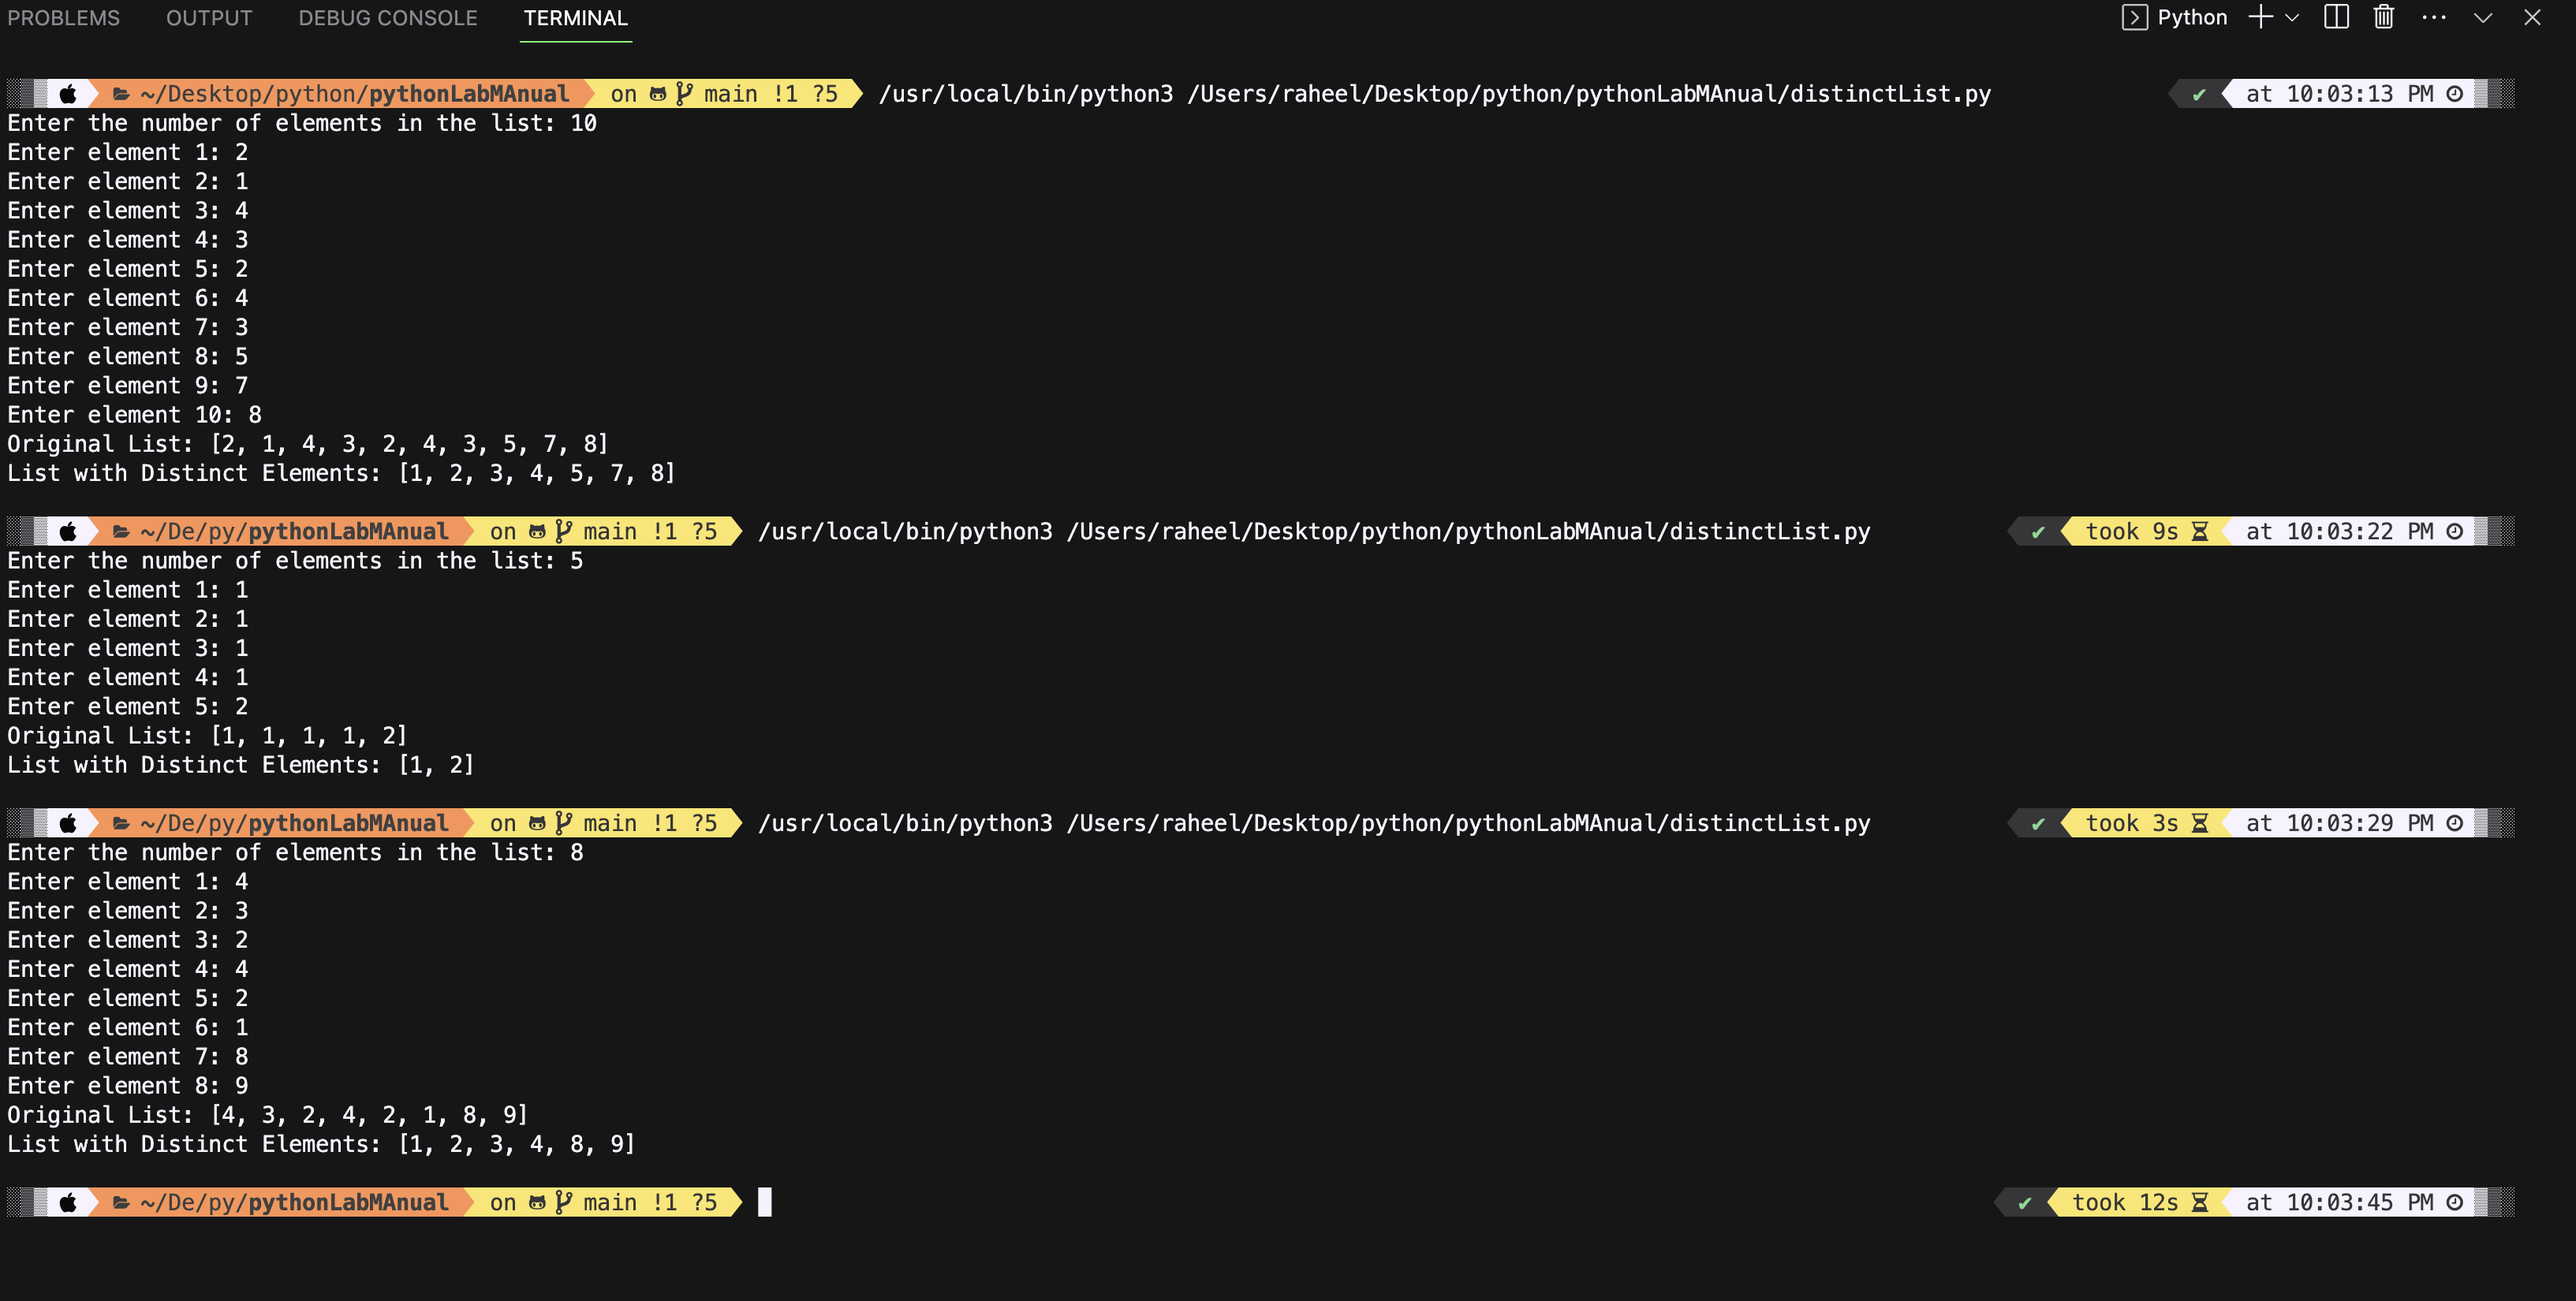 PROBLEMS OUTPUT DEBUG CONSOLE TERMINAL Python
~/Desktop/python/pythonLabMAnual on main !1 ?5 /usr/local/bin/python3 /Users/raheel/Desktop/python/pythonLabMAnual/distinctList.py ✔ at 10:03:13 PM
Enter the number of elements in the list: 10
Enter element 1: 2
Enter element 2: 1
Enter element 3: 4
Enter element 4: 3
Enter element 5: 2
Enter element 6: 4
Enter element 7: 3
Enter element 8: 5
Enter element 9: 7
Enter element 10: 8
Original List: [2, 1, 4, 3, 2, 4, 3, 5, 7, 8]
List with Distinct Elements: [1, 2, 3, 4, 5, 7, 8]
~/De/py/pythonLabMAnual on main !1 ?5 /usr/local/bin/python3 /Users/raheel/Desktop/python/pythonLabMAnual/distinctList.py ✔ took 9s at 10:03:22 PM
Enter the number of elements in the list: 5
Enter element 1: 1
Enter element 2: 1
Enter element 3: 1
Enter element 4: 1
Enter element 5: 2
Original List: [1, 1, 1, 1, 2]
List with Distinct Elements: [1, 2]
~/De/py/pythonLabMAnual on main !1 ?5 /usr/local/bin/python3 /Users/raheel/Desktop/python/pythonLabMAnual/distinctList.py ✔ took 3s at 10:03:29 PM
Enter the number of elements in the list: 8
Enter element 1: 4
Enter element 2: 3
Enter element 3: 2
Enter element 4: 4
Enter element 5: 2
Enter element 6: 1
Enter element 7: 8
Enter element 8: 9
Original List: [4, 3, 2, 4, 2, 1, 8, 9]
List with Distinct Elements: [1, 2, 3, 4, 8, 9]
~/De/py/pythonLabMAnual on main !1 ?5 ✔ took 12s at 10:03:45 PM